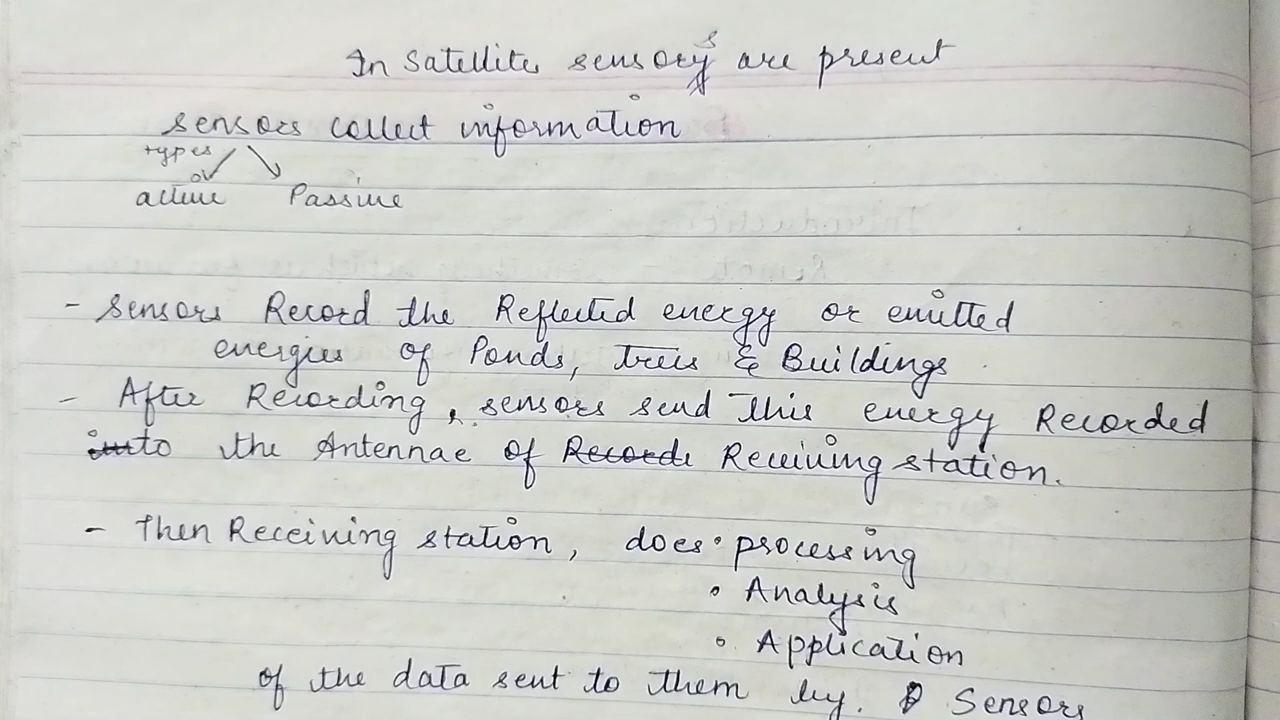 In Satellites sensors are present
sensors collect information
types
active Passive
- Sensors Record the Reflected energy or emitted
energies of Ponds, trees & Buildings
- After Recording, sensors send this energy Recorded
to the Antennae of Receiving station.
- Then Receiving station, does • processing
• Analysis
• Application
of the data sent to them by. Sensors